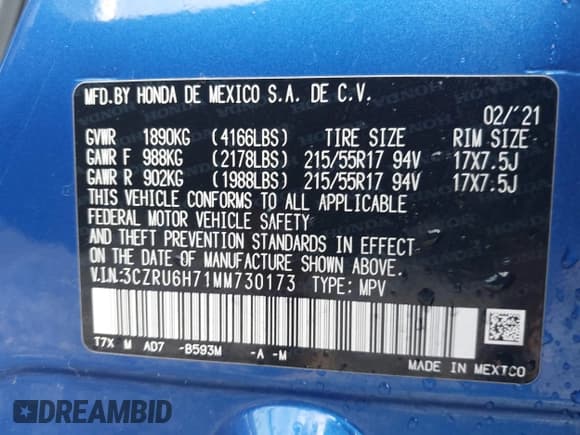 MFD.BY HONDA DE MEXICO S.A. DE C.V.
02/'21
GVWR 1890KG (4166LBS) TIRE SIZE RIM SIZE
GAWR F 988KG (2178LBS) 215/55R17 94V 17X7.5J
GAWR R 902KG (1988LBS) 215/55R17 94V 17X7.5J
THIS VEHICLE CONFORMS TO ALL APPLICABLE
FEDERAL MOTOR VEHICLE SAFETY
AND THEFT PREVENTION STANDARDS IN EFFECT
ON THE DATE OF MANUFACTURE SHOWN ABOVE.
V.I.N.:3CZRU6H71MM730173 TYPE: MPV
T7X M AD7 -B593M -A -M
MADE IN MEXICO
DREAMBID